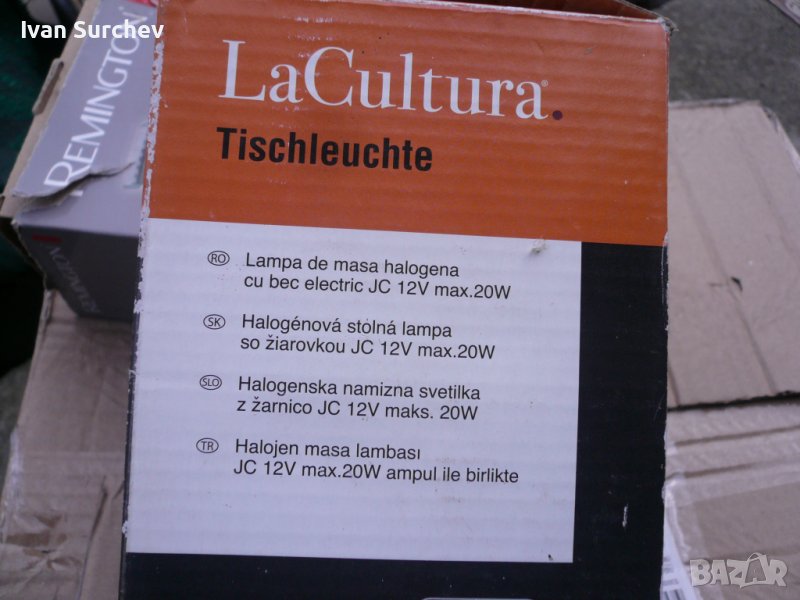 Ivan Surchev
REMINGTON
LaCultura®.
Tischleuchte
RO Lampa de masa halogena
cu bec electric JC 12V max.20W
SK Halogénová stolná lampa
so žiarovkou JC 12V max.20W
SLO Halogenska namizna svetilka
z žarnico JC 12V maks. 20W
TR Halojen masa lambası
JC 12V max.20W ampul ile birlikte
BAZAR